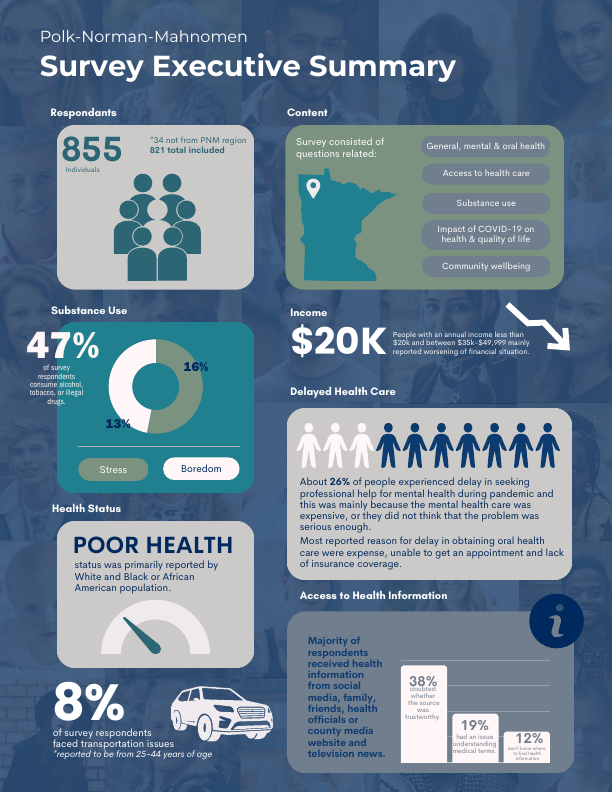 Polk-Norman-Mahnomen
Survey Executive Summary
Respondants
855
Individuals
*34 not from PNM region
821 total included
Content
Survey consisted of
questions related:
General, mental & oral health
Access to health care
Substance use
Impact of COVID-19 on
health & quality of life
Community wellbeing
Substance Use
47%
of survey
respondents
consume alcohol,
tobacco, or illegal
drugs.
16%
13%
Stress
Boredom
Income
$20K
People with an annual income less than
$20k and between $35k-$49,999 mainly
reported worsening of financial situation.
Delayed Health Care
About 26% of people experienced delay in seeking
professional help for mental health during pandemic and
this was mainly because the mental health care was
expensive, or they did not think that the problem was
serious enough.
Most reported reason for delay in obtaining oral health
care were expense, unable to get an appointment and lack
of insurance coverage.
Health Status
POOR HEALTH
status was primarily reported by
White and Black or African
American population.
8%
of survey respondents
faced transportation issues
*reported to be from 25-44 years of age
Access to Health Information
i
Majority of
respondents
received health
information
from social
media, family,
friends, health
officials or
county media
website and
television news.
38%
doubted
whether
the source
was
trustworthy.
19%
had an issue
understanding
medical terms.
12%
don't know where
to find health
information